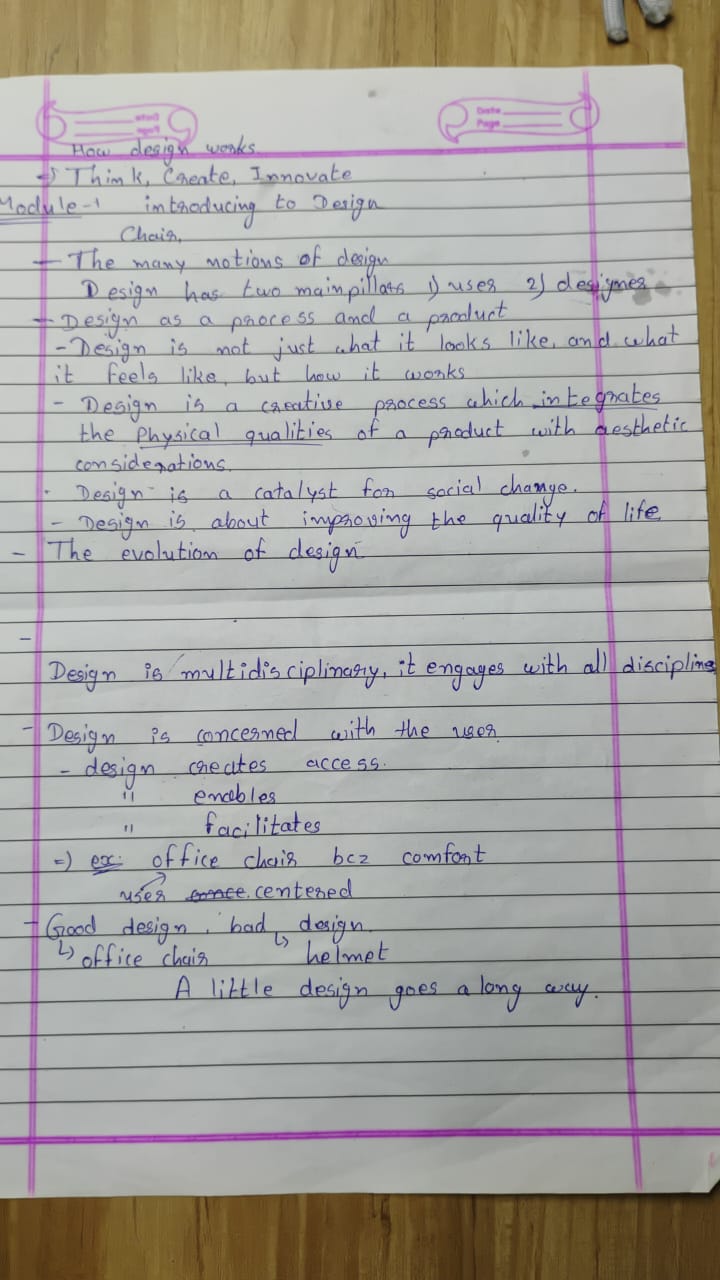 Date
Page
Date
Page
How design works.
=) Think, Create, Innovate
Module-1 introducing to Design
Chair,
- The many notions of design
Design has two main pillars 1) user 2) designer
- Design as a process and a product
- Design is not just what it looks like, and what
it feels like, but how it works
- Design is a creative process which integrates
the physical qualities of a product with aesthetic
considerations.
. Design is a catalyst for social change.
- Design is about improving the quality of life
- The evolution of design
-
Design is multidisciplinary, it engages with all discipline
- Design is concerned with the user
- design creates access.
" enables
" facilitates
=) ex: office chair bcz comfort
user centered
- Good design, bad design
↳ office chair ↳ helmet
A little design goes a long way.